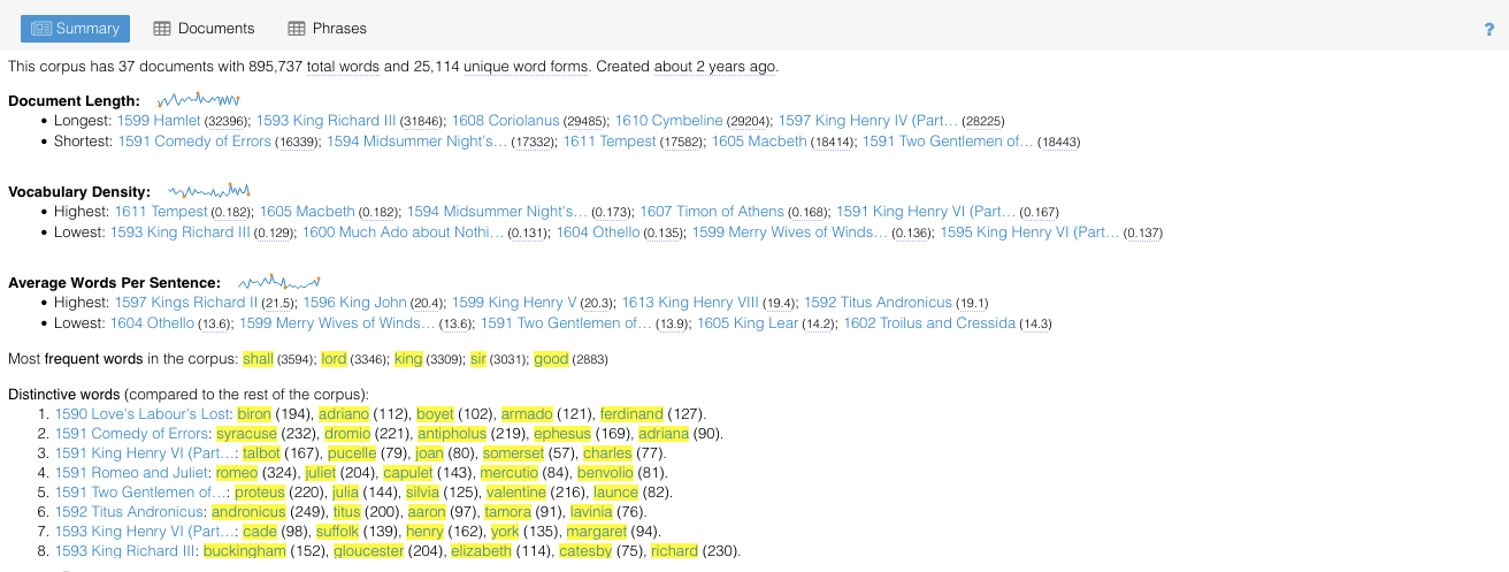 Summary Documents Phrases ?
This corpus has 37 documents with 895,737 total words and 25,114 unique word forms. Created about 2 years ago.
Document Length:
• Longest: 1599 Hamlet (32396); 1593 King Richard III (31846); 1608 Coriolanus (29485); 1610 Cymbeline (29204); 1597 King Henry IV (Part… (28225)
• Shortest: 1591 Comedy of Errors (16339); 1594 Midsummer Night's… (17332); 1611 Tempest (17582); 1605 Macbeth (18414); 1591 Two Gentlemen of… (18443)
Vocabulary Density:
• Highest: 1611 Tempest (0.182); 1605 Macbeth (0.182); 1594 Midsummer Night's… (0.173); 1607 Timon of Athens (0.168); 1591 King Henry VI (Part… (0.167)
• Lowest: 1593 King Richard III (0.129); 1600 Much Ado about Nothi… (0.131); 1604 Othello (0.135); 1599 Merry Wives of Winds… (0.136); 1595 King Henry VI (Part… (0.137)
Average Words Per Sentence:
• Highest: 1597 Kings Richard II (21.5); 1596 King John (20.4); 1599 King Henry V (20.3); 1613 King Henry VIII (19.4); 1592 Titus Andronicus (19.1)
• Lowest: 1604 Othello (13.6); 1599 Merry Wives of Winds… (13.6); 1591 Two Gentlemen of… (13.9); 1605 King Lear (14.2); 1602 Troilus and Cressida (14.3)
Most frequent words in the corpus: shall (3594); lord (3346); king (3309); sir (3031); good (2883)
Distinctive words (compared to the rest of the corpus):
1. 1590 Love's Labour's Lost: biron (194), adriano (112), boyet (102), armado (121), ferdinand (127).
2. 1591 Comedy of Errors: syracuse (232), dromio (221), antipholus (219), ephesus (169), adriana (90).
3. 1591 King Henry VI (Part…: talbot (167), pucelle (79), joan (80), somerset (57), charles (77).
4. 1591 Romeo and Juliet: romeo (324), juliet (204), capulet (143), mercutio (84), benvolio (81).
5. 1591 Two Gentlemen of…: proteus (220), julia (144), silvia (125), valentine (216), launce (82).
6. 1592 Titus Andronicus: andronicus (249), titus (200), aaron (97), tamora (91), lavinia (76).
7. 1593 King Henry VI (Part…: cade (98), suffolk (139), henry (162), york (135), margaret (94).
8. 1593 King Richard III: buckingham (152), gloucester (204), elizabeth (114), catesby (75), richard (230).